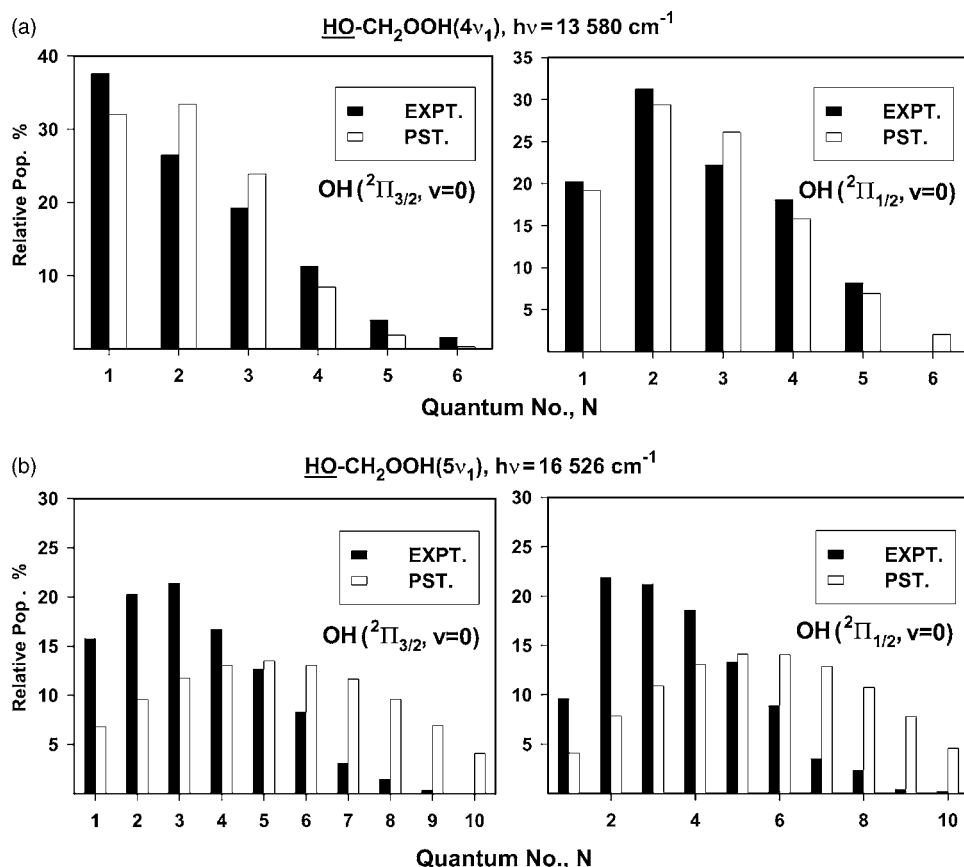 (a) HO-CH₂OOH(4ν₁), hν = 13 580 cm⁻¹
40
30
20
10
Relative Pop. %
EXPT.
PST.
OH (²Π₃/₂, v=0)
1 2 3 4 5 6
35
30
25
20
15
10
5
EXPT.
PST.
OH (²Π₁/₂, v=0)
1 2 3 4 5 6
Quantum No., N
(b) HO-CH₂OOH(5ν₁), hν = 16 526 cm⁻¹
30
25
20
15
10
5
Relative Pop. %
EXPT.
PST.
OH (²Π₃/₂, v=0)
1 2 3 4 5 6 7 8 9 10
30
25
20
15
10
5
EXPT.
PST.
OH (²Π₁/₂, v=0)
2 4 6 8 10
Quantum No., N